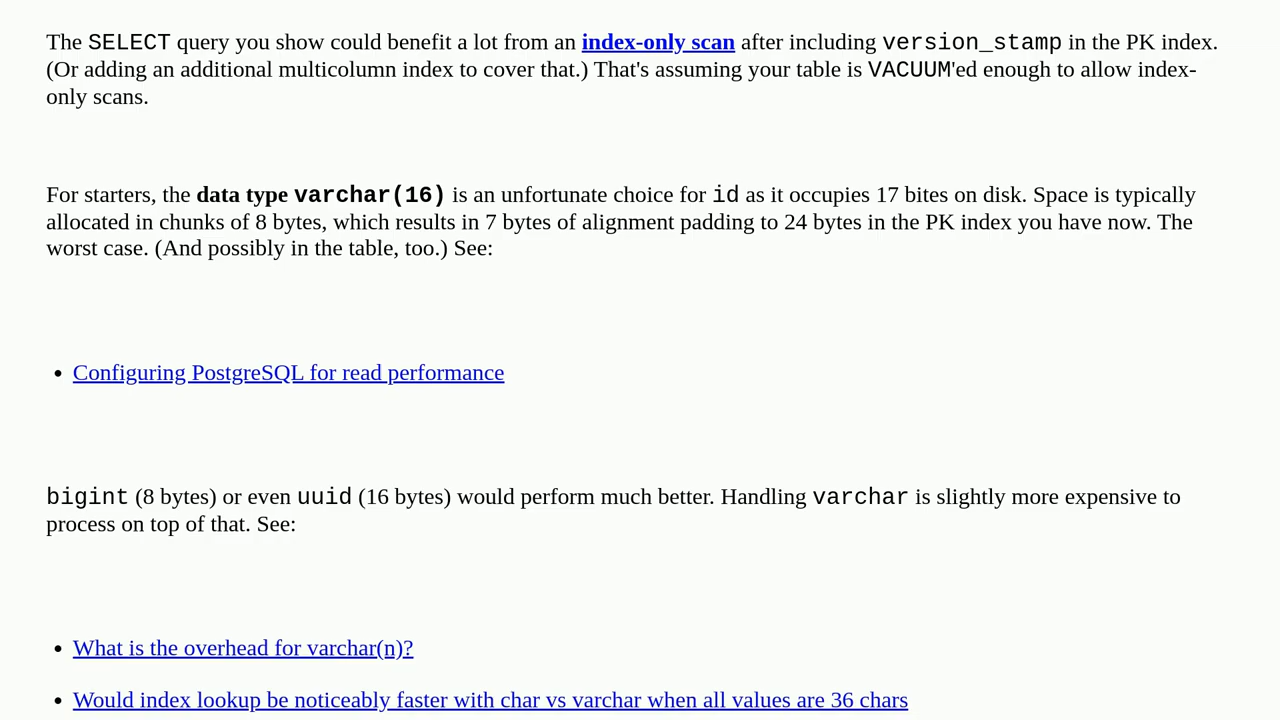 The SELECT query you show could benefit a lot from an index-only scan after including version_stamp in the PK index.
(Or adding an additional multicolumn index to cover that.) That's assuming your table is VACUUM'ed enough to allow index-
only scans.
For starters, the data type varchar(16) is an unfortunate choice for id as it occupies 17 bites on disk. Space is typically
allocated in chunks of 8 bytes, which results in 7 bytes of alignment padding to 24 bytes in the PK index you have now. The
worst case. (And possibly in the table, too.) See:
• Configuring PostgreSQL for read performance
bigint (8 bytes) or even uuid (16 bytes) would perform much better. Handling varchar is slightly more expensive to
process on top of that. See:
• What is the overhead for varchar(n)?
• Would index lookup be noticeably faster with char vs varchar when all values are 36 chars